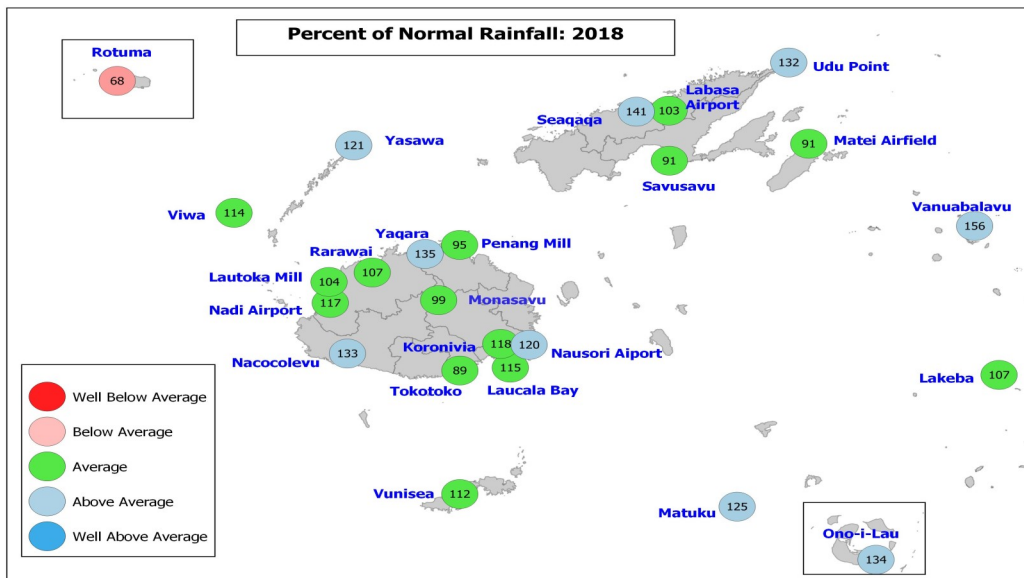 Percent of Normal Rainfall: 2018
Rotuma
68
132
Udu Point
Labasa
Airport
141
103
Seaqaqa
121
Yasawa
91
Matei Airfield
91
Savusavu
114
Viwa
Vanuabalavu
156
Yaqara
135
95
Penang Mill
Rarawai
107
Lautoka Mill
104
117
Nadi Airport
99
Monasavu
Koronivia
118
120
Nausori Aiport
133
Nacocolevu
89
Tokotoko
115
Laucala Bay
107
Lakeba
Well Below Average
Below Average
Average
Above Average
Well Above Average
Vunisea
112
125
Matuku
Ono-i-Lau
134